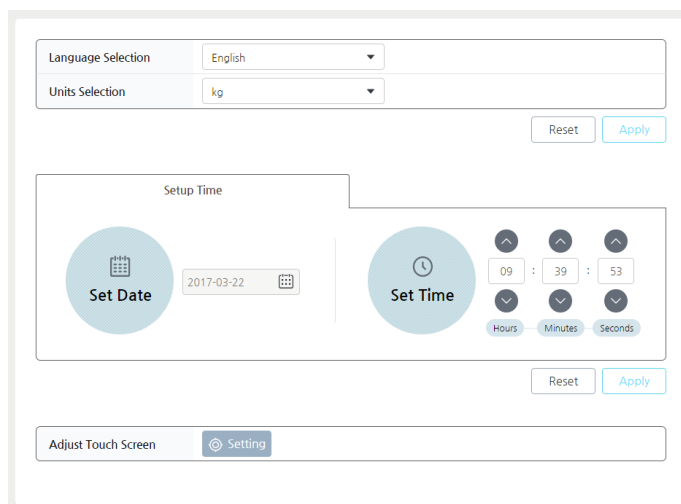 Language Selection English
Units Selection kg
Reset Apply
Setup Time
Set Date 2017-03-22
Set Time 09 : 39 : 53
Hours Minutes Seconds
Reset Apply
Adjust Touch Screen Setting